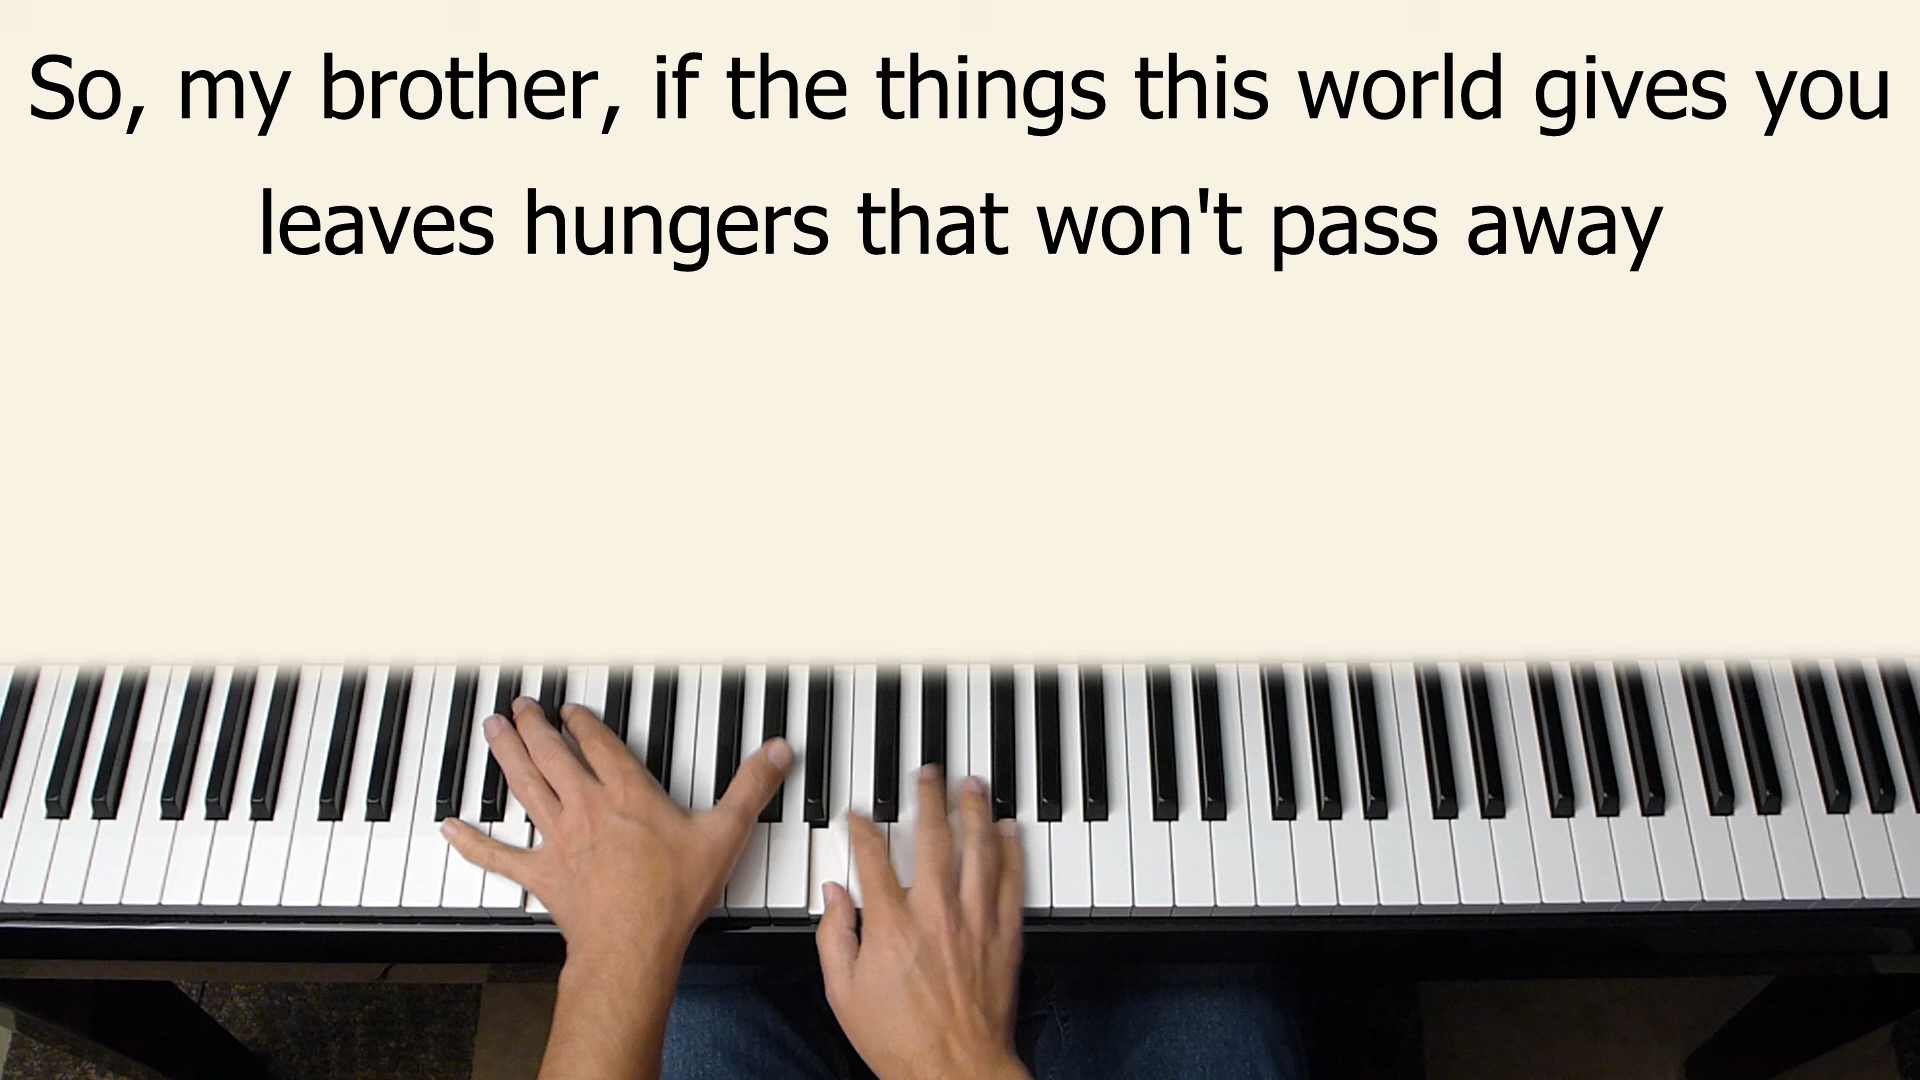 So, my brother, if the things this world gives you
leaves hungers that won't pass away